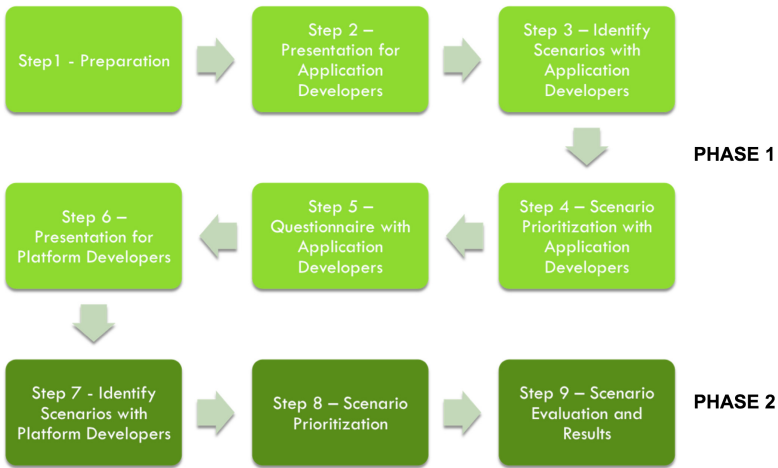 Step1 - Preparation
Step 2 –
Presentation for
Application
Developers
Step 3 – Identify
Scenarios with
Application
Developers
PHASE 1
Step 4 – Scenario
Prioritization with
Application
Developers
Step 5 –
Questionnaire with
Application
Developers
Step 6 –
Presentation for
Platform Developers
Step 7 - Identify
Scenarios with
Platform Developers
Step 8 – Scenario
Prioritization
Step 9 – Scenario
Evaluation and
Results
PHASE 2